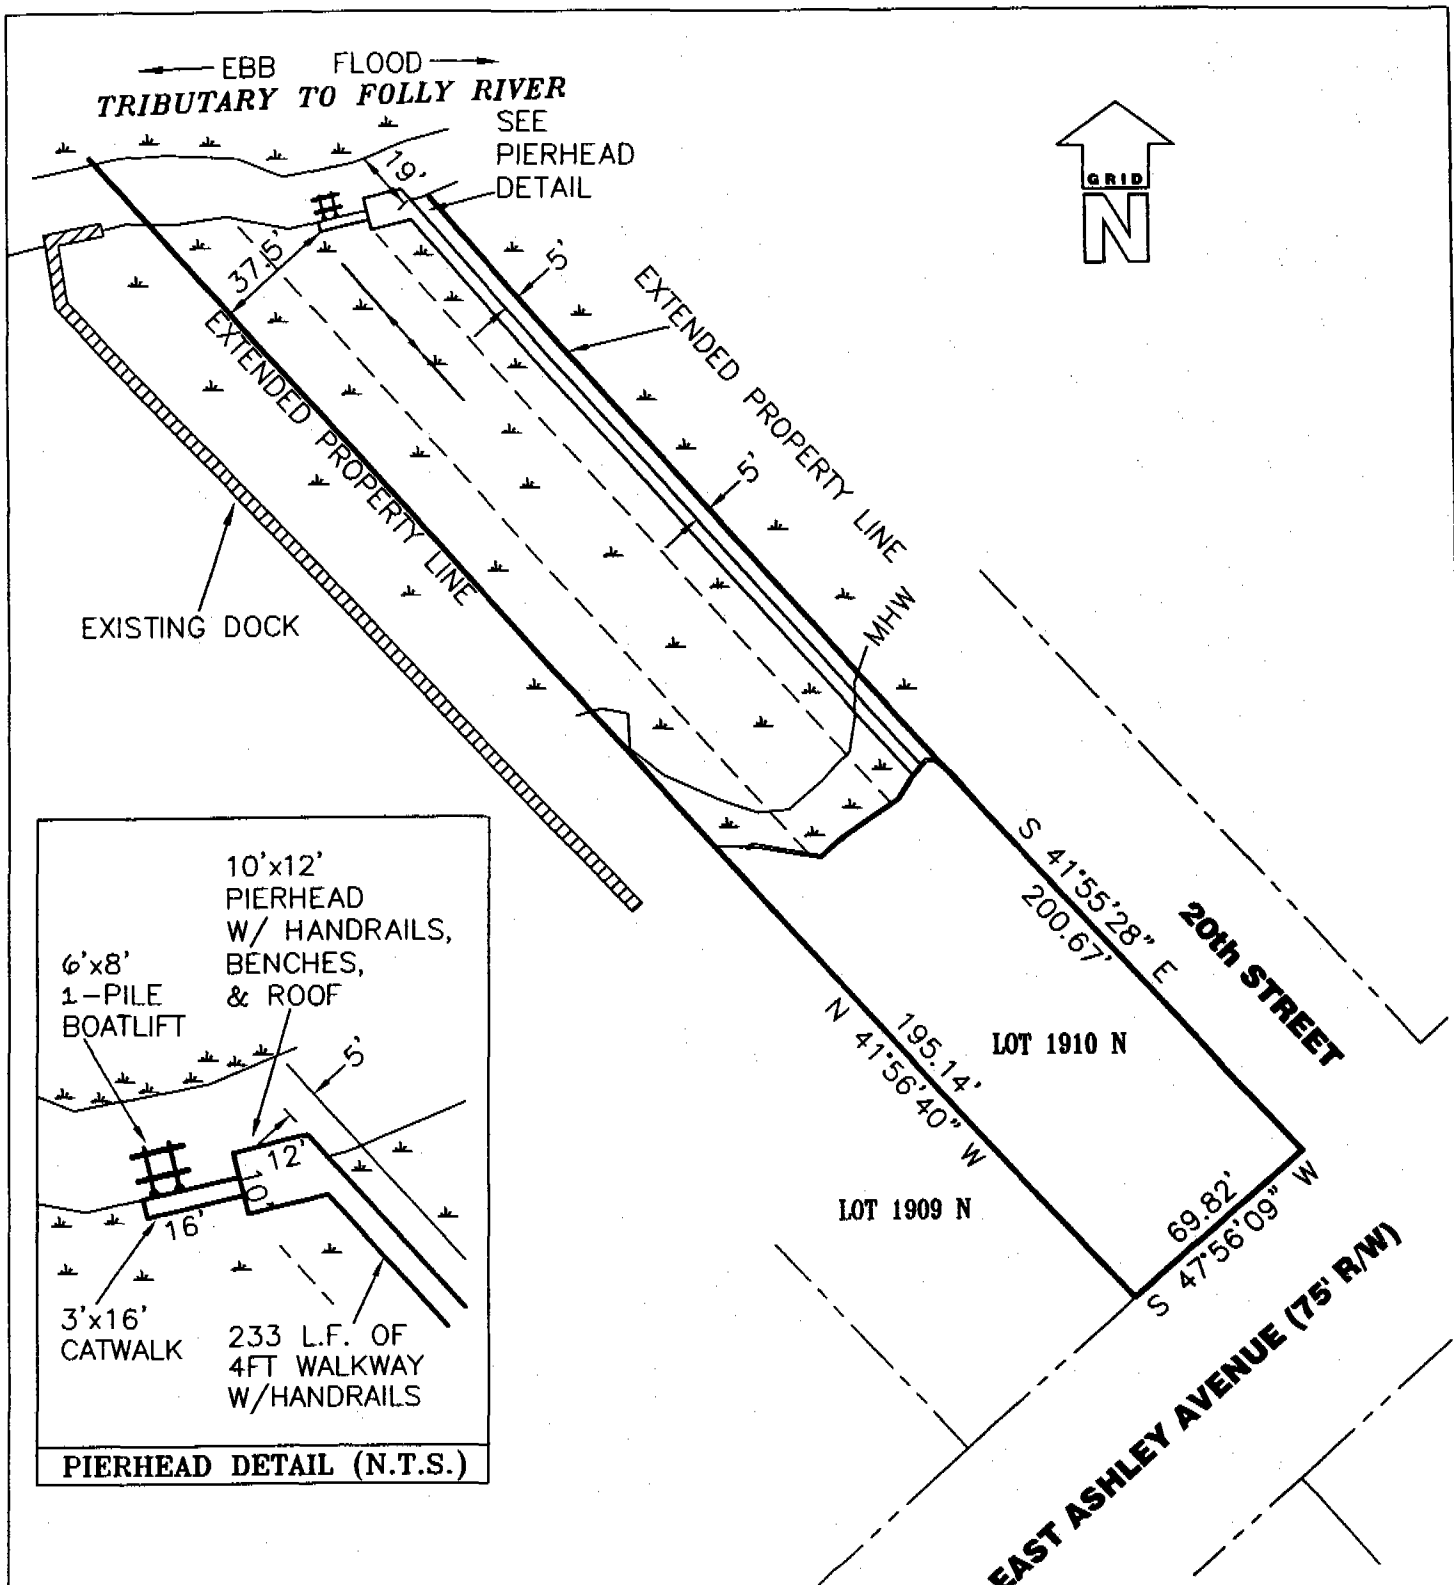 EBB FLOOD
TRIBUTARY TO FOLLY RIVER
SEE
PIERHEAD
DETAIL
19'
GRID
N
37.5'
5'
EXTENDED PROPERTY LINE
EXTENDED PROPERTY LINE
5'
MHW
EXISTING DOCK
S 41°55'28" E
200.67'
20th STREET
195.14'
N 41°56'40" W
LOT 1910 N
LOT 1909 N
69.82'
S 47°56'09" W
EAST ASHLEY AVENUE (75' R/W)
10'x12'
PIERHEAD
W/ HANDRAILS,
BENCHES,
& ROOF
6'x8'
1-PILE
BOATLIFT
5'
12'
10'
16'
3'x16'
CATWALK
233 L.F. OF
4FT WALKWAY
W/HANDRAILS
PIERHEAD DETAIL (N.T.S.)